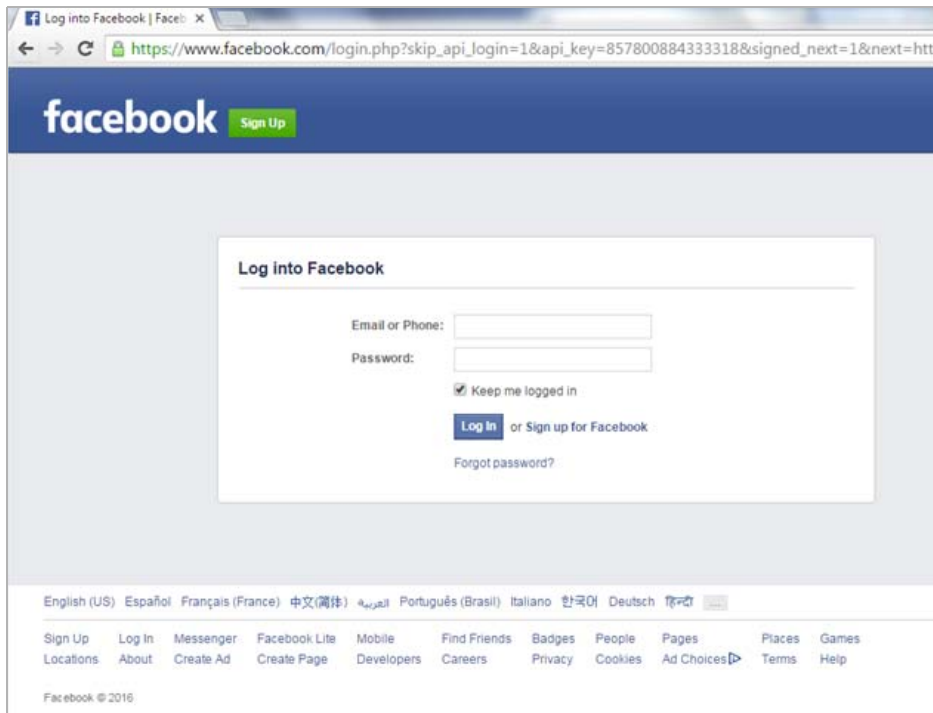 Log into Facebook | Faceb
https://www.facebook.com/login.php?skip_api_login=1&api_key=857800884333318&signed_next=1&next=htt
facebook Sign Up
Log into Facebook
Email or Phone:
Password:
Keep me logged in
Log In or Sign up for Facebook
Forgot password?
English (US) Español Français (France) 中文(简体) العربية Português (Brasil) Italiano 한국어 Deutsch हिन्दी ...
Sign Up Log In Messenger Facebook Lite Mobile Find Friends Badges People Pages Places Games
Locations About Create Ad Create Page Developers Careers Privacy Cookies Ad Choices Terms Help
Facebook © 2016